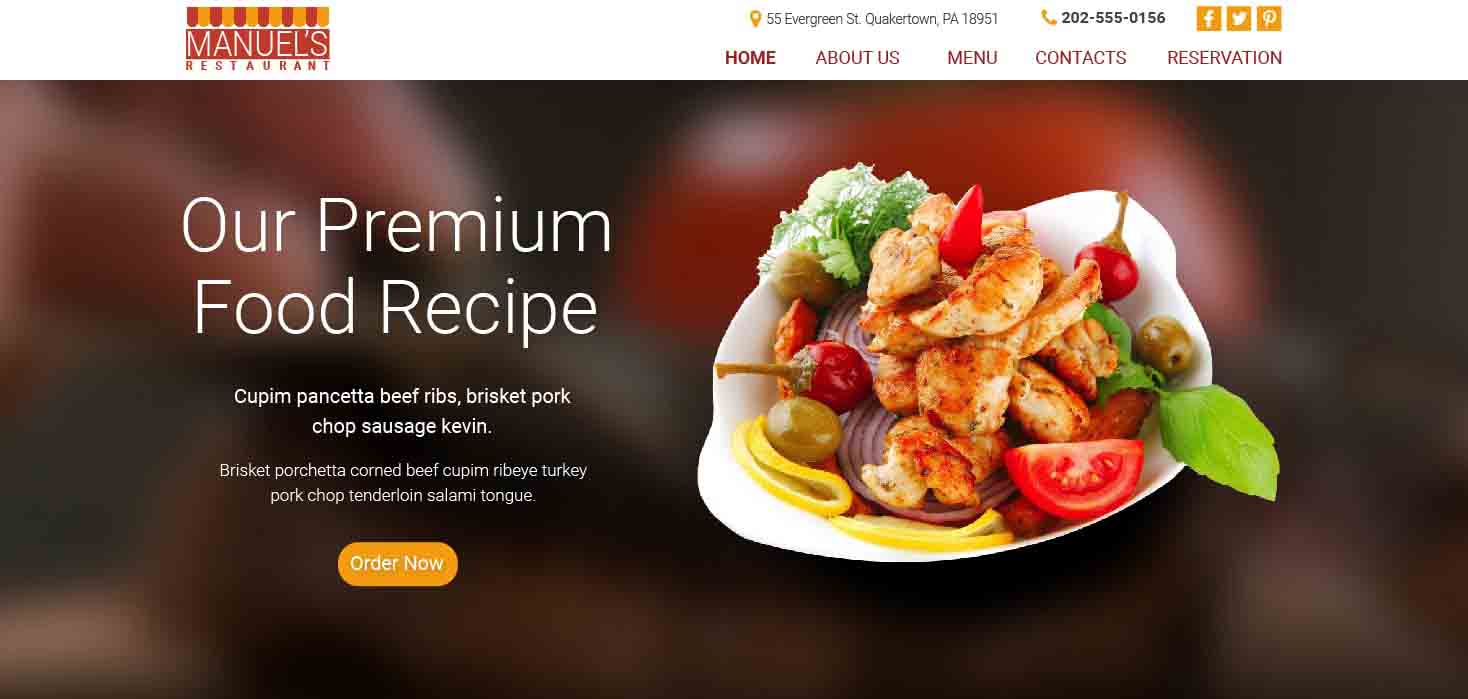 MANUEL'S
RESTAURANT
55 Evergreen St. Quakertown, PA 18951
202-555-0156
HOME ABOUT US MENU CONTACTS RESERVATION
Our Premium
Food Recipe
Cupim pancetta beef ribs, brisket pork
chop sausage kevin.
Brisket porchetta corned beef cupim ribeye turkey
pork chop tenderloin salami tongue.
Order Now